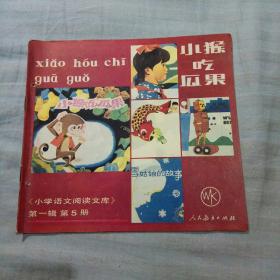 xiǎo hóu chī
guā guǒ
小猴
吃
瓜果
小猴吃瓜果
雪姑娘的故事
《小学语文阅读文库》
第一辑 第5册
WK
人民教育出版社